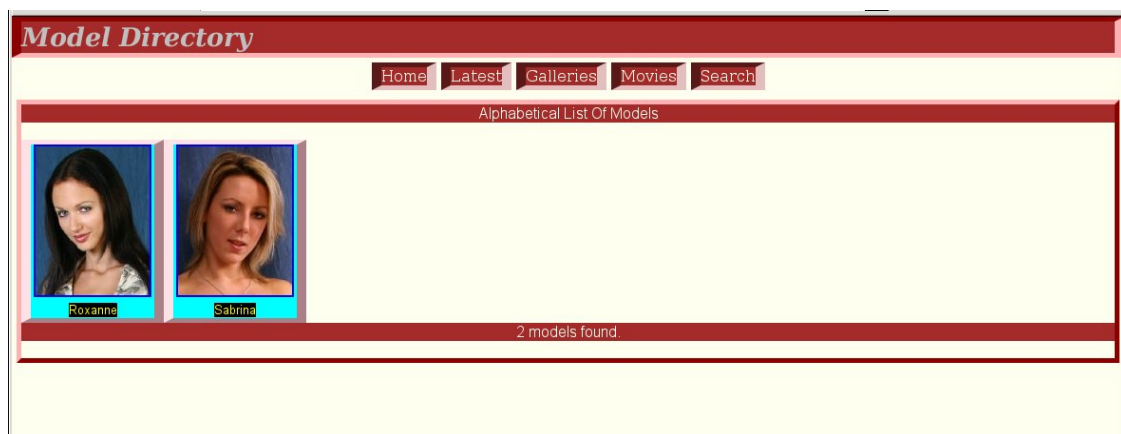 Model Directory
Home Latest Galleries Movies Search
Alphabetical List Of Models
Roxanne Sabrina
2 models found.